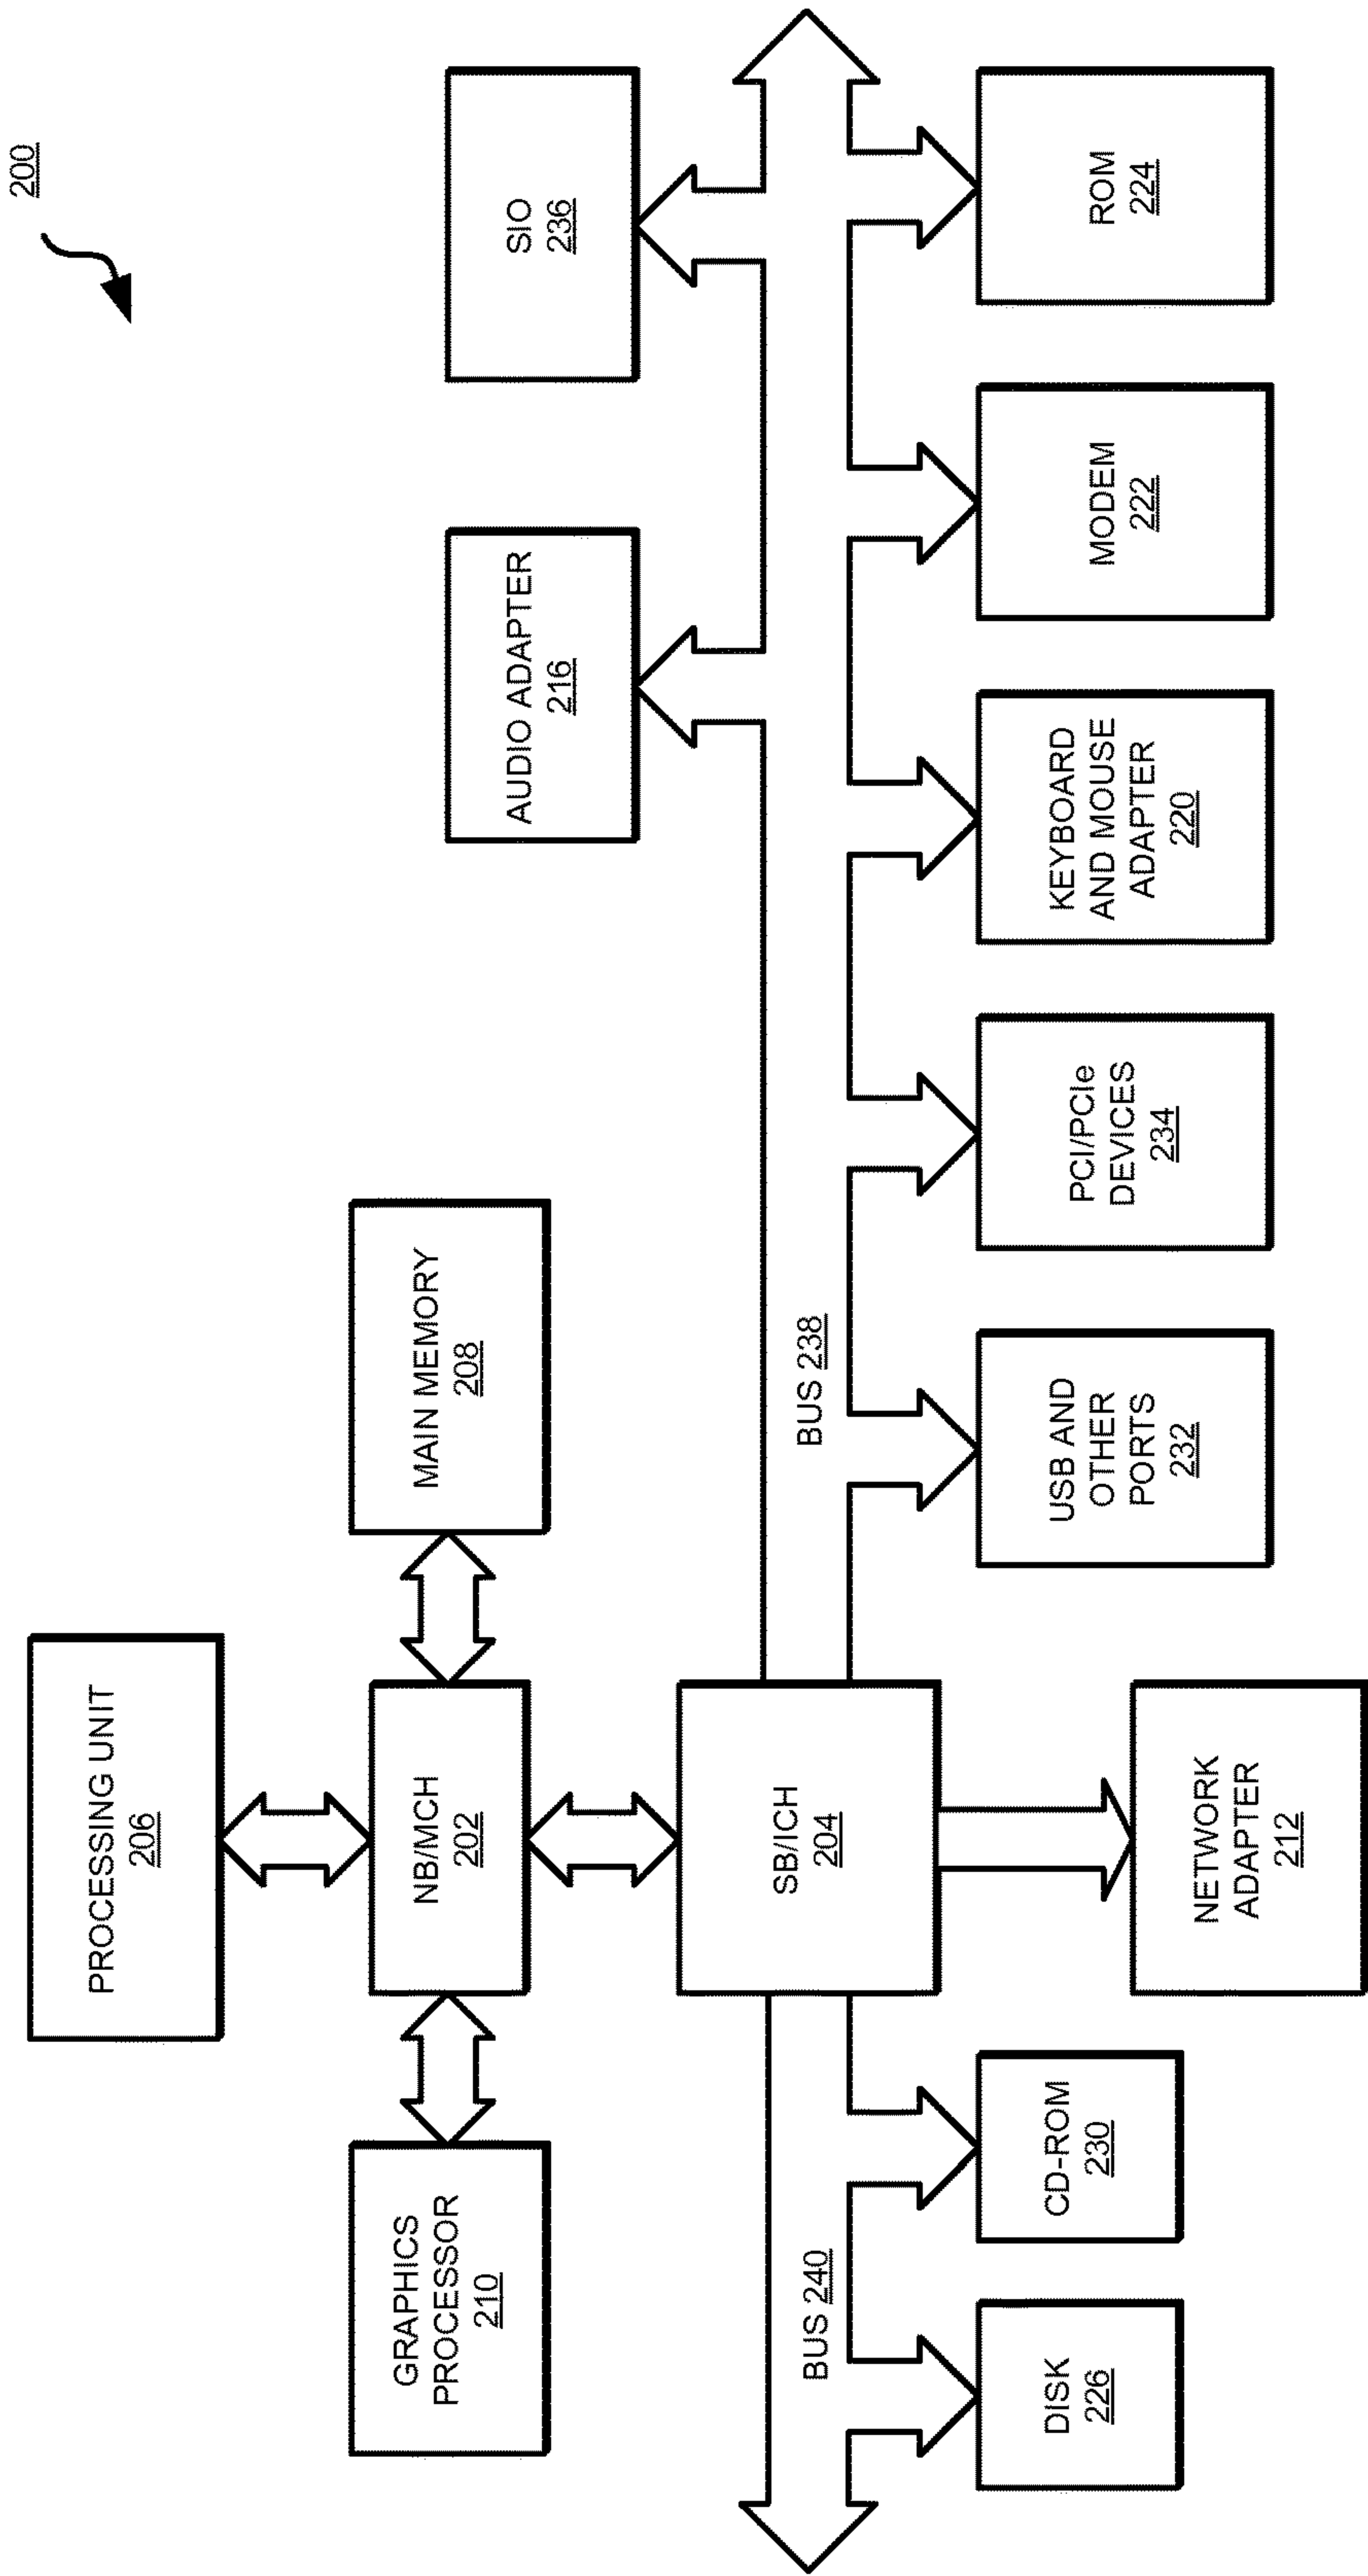 200
PROCESSING UNIT
206
GRAPHICS
PROCESSOR
210
NB/MCH
202
MAIN MEMORY
208
AUDIO ADAPTER
216
SIO
236
SB/ICH
204
BUS 240
BUS 238
DISK
226
CD-ROM
230
USB AND
OTHER
PORTS
232
PCI/PCIe
DEVICES
234
KEYBOARD
AND MOUSE
ADAPTER
220
MODEM
222
ROM
224
NETWORK
ADAPTER
212